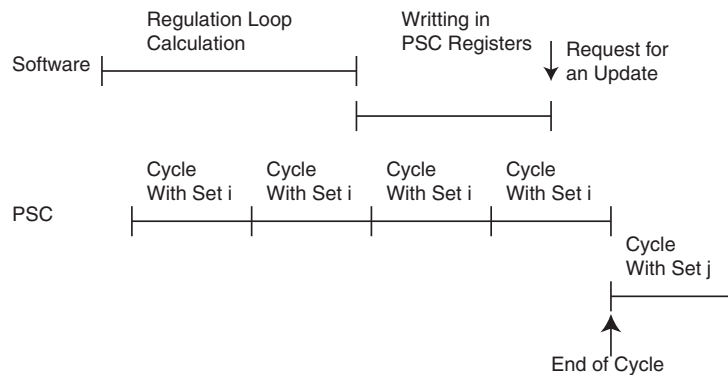 Regulation Loop
Calculation
Writting in
PSC Registers
Request for
an Update
Software
Cycle
With Set i
Cycle
With Set i
Cycle
With Set i
Cycle
With Set i
PSC
Cycle
With Set j
End of Cycle